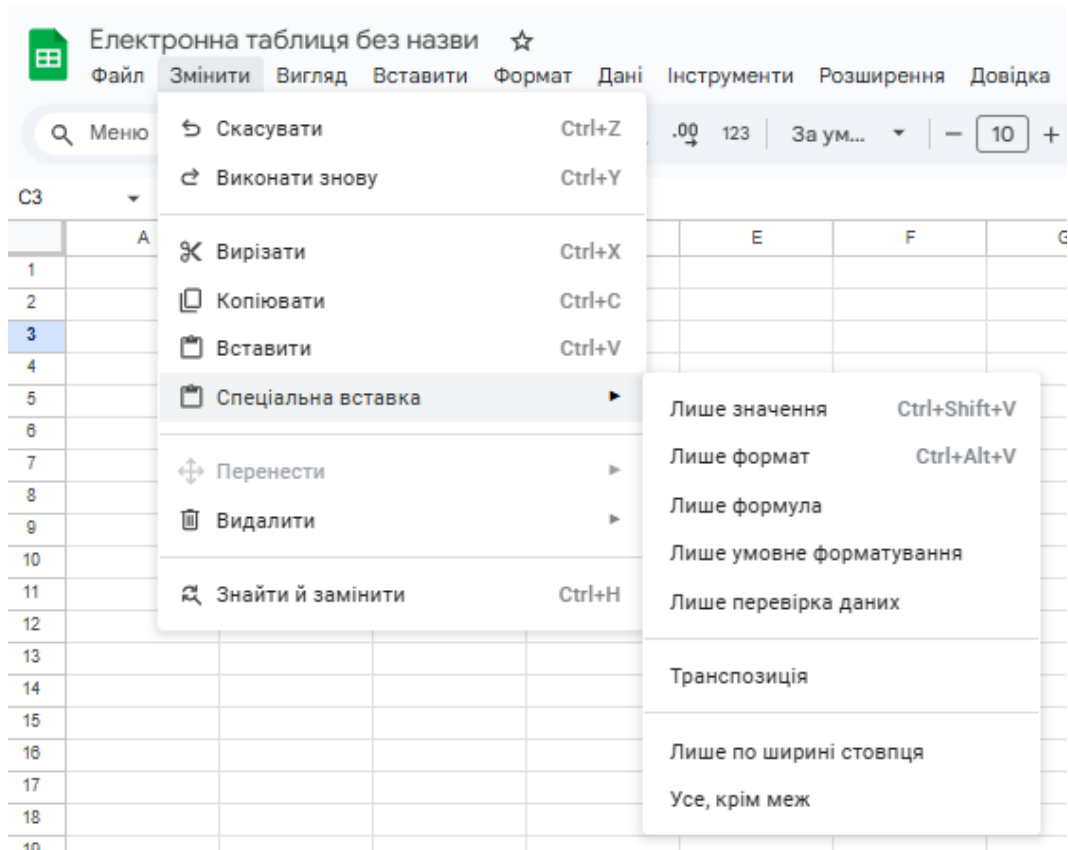 Електронна таблиця без назви
Файл Змінити Вигляд Вставити Формат Дані Інструменти Розширення Довідка
Меню .00 123 За ум... 10
C3
A E F G
1
2
3
4
5
6
7
8
9
10
11
12
13
14
15
16
17
18
19
Скасувати Ctrl+Z
Виконати знову Ctrl+Y
Вирізати Ctrl+X
Копіювати Ctrl+C
Вставити Ctrl+V
Спеціальна вставка
Перенести
Видалити
Знайти й замінити Ctrl+H
Лише значення Ctrl+Shift+V
Лише формат Ctrl+Alt+V
Лише формула
Лише умовне форматування
Лише перевірка даних
Транспозиція
Лише по ширині стовпця
Усе, крім меж